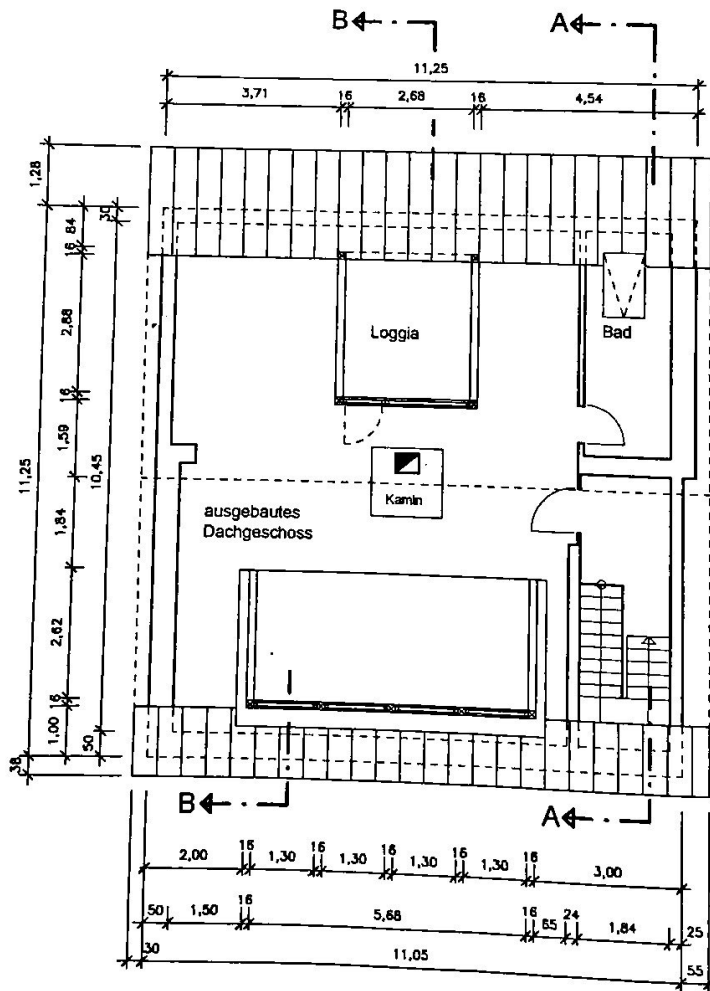 B A
11,25
3,71 16 2,68 16 4,54
1,28
30
84
16
2,88
16
1,59
1,84
2,62
16
1.00
10,45
50
11,25
38
Loggia
Bad
Kamin
ausgebautes
Dachgeschoss
B A
16 16 16 16 16
2,00 1,30 1,30 1,30 1,30 3,00
16 16 24
50 1,50 5,68 65 1,84 25
30 11,05 55